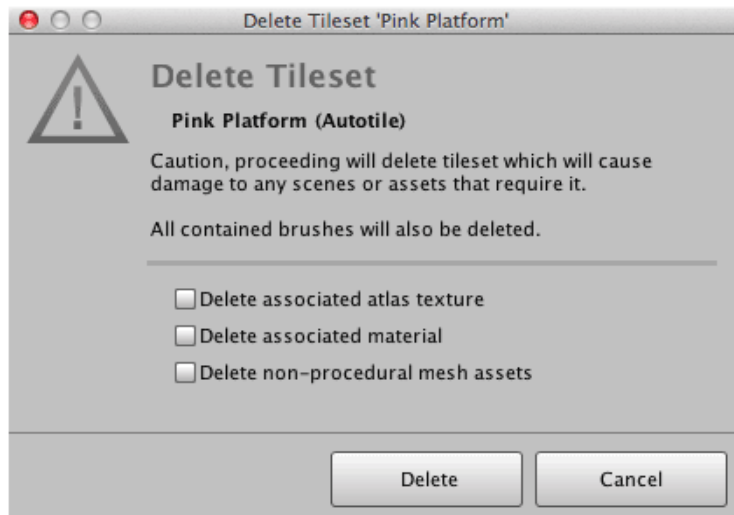 Delete Tileset 'Pink Platform'
Delete Tileset
Pink Platform (Autotile)
Caution, proceeding will delete tileset which will cause
damage to any scenes or assets that require it.
All contained brushes will also be deleted.
Delete associated atlas texture
Delete associated material
Delete non-procedural mesh assets
Delete
Cancel